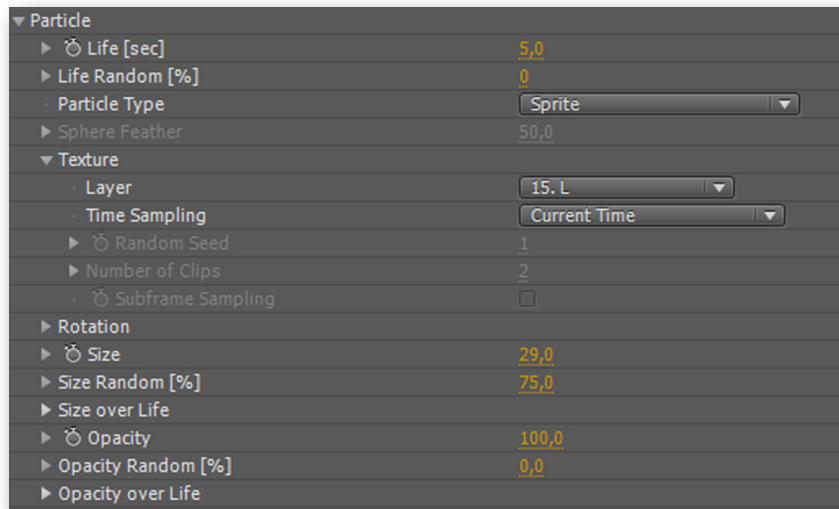 Particle
Life [sec] 5,0
Life Random [%] 0
Particle Type Sprite
Sphere Feather 50,0
Texture
Layer 15. L
Time Sampling Current Time
Random Seed 1
Number of Clips 2
Subframe Sampling
Rotation
Size 29,0
Size Random [%] 75,0
Size over Life
Opacity 100,0
Opacity Random [%] 0,0
Opacity over Life